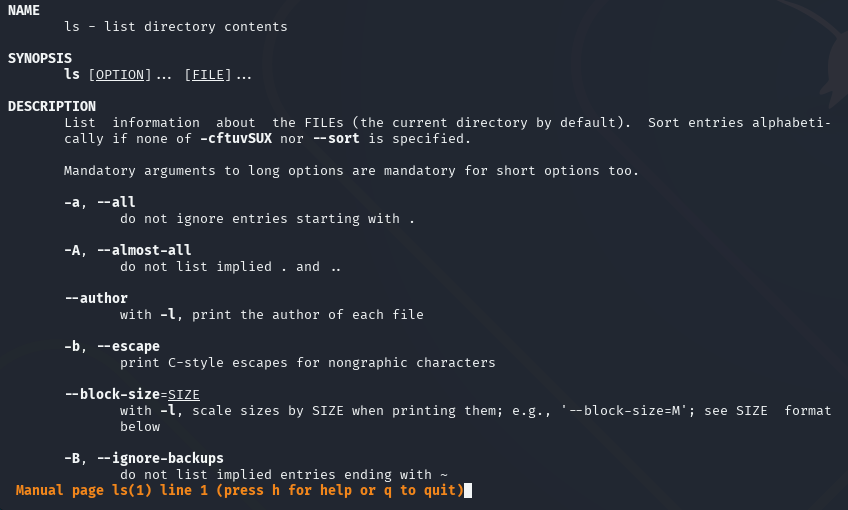 NAME
ls - list directory contents
SYNOPSIS
ls [OPTION]... [FILE]...
DESCRIPTION
List information about the FILEs (the current directory by default). Sort entries alphabeti-
cally if none of -cftuvSUX nor --sort is specified.
Mandatory arguments to long options are mandatory for short options too.
-a, --all
do not ignore entries starting with .
-A, --almost-all
do not list implied . and ..
--author
with -l, print the author of each file
-b, --escape
print C-style escapes for nongraphic characters
--block-size=SIZE
with -l, scale sizes by SIZE when printing them; e.g., '--block-size=M'; see SIZE format
below
-B, --ignore-backups
do not list implied entries ending with ~
Manual page ls(1) line 1 (press h for help or q to quit)